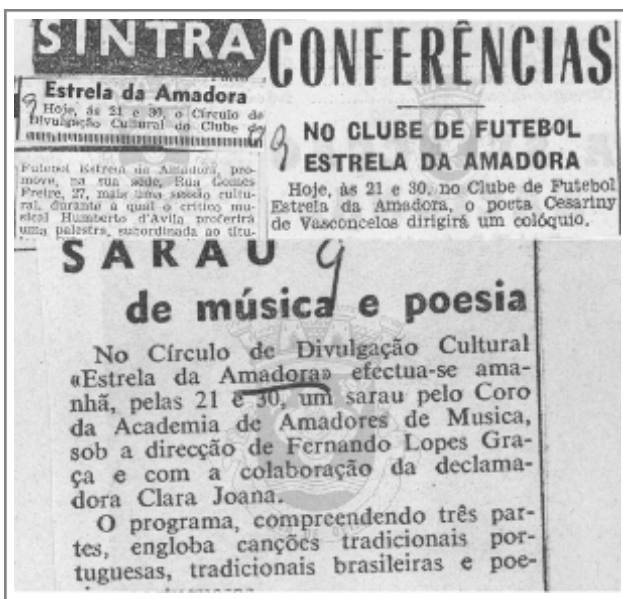 SINTRA
Estrela da Amadora
Hoje, ás 21 e 30, o Círculo de
Divulgação Cultural do Clube
Futebol Estrela da Amadora, pro-
move, na sua sede, Rua Gomes
Freire, 27, mais uma sessão cultu-
ral, durante a qual o crítico mu-
sical Humberto d'Avila proferirá
uma palestra, subordinada ao títu-
CONFERÊNCIAS
9 NO CLUBE DE FUTEBOL
ESTRELA DA AMADORA
Hoje, às 21 e 30, no Clube de Futebol
Estrela da Amadora, o poeta Cesariny
de Vasconcelos dirigirá um colóquio.
SARAU 9
de música e poesia
No Círculo de Divulgação Cultural
«Estrela da Amadora» efectua-se ama-
nhã, pelas 21 e 30, um sarau pelo Coro
da Academia de Amadores de Musica,
sob a direcção de Fernando Lopes Gra-
ça e com a colaboração da declama-
dora Clara Joana.
O programa, compreendendo três par-
tes, engloba canções tradicionais por-
tuguesas, tradicionais brasileiras e poe-